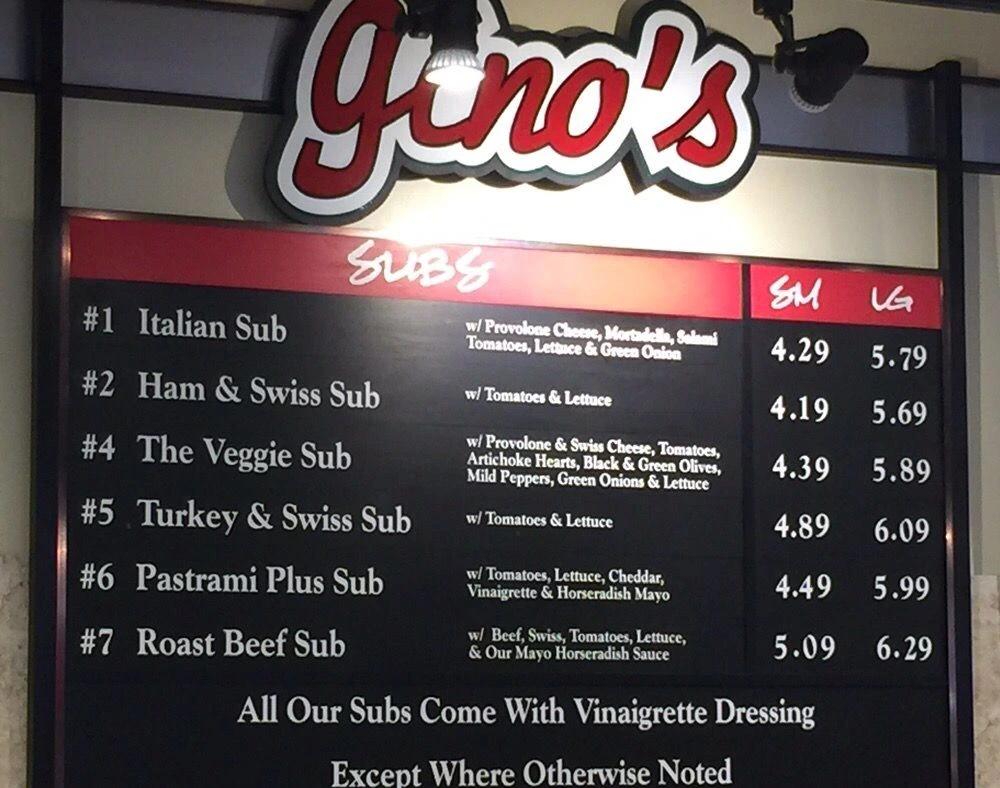 gino's
SUBS SM LG
#1 Italian Sub w/ Provolone Cheese, Mortadella, Salami
Tomatoes, Lettuce & Green Onion 4.29 5.79
#2 Ham & Swiss Sub w/ Tomatoes & Lettuce 4.19 5.69
#4 The Veggie Sub w/ Provolone & Swiss Cheese, Tomatoes,
Artichoke Hearts, Black & Green Olives,
Mild Peppers, Green Onions & Lettuce 4.39 5.89
#5 Turkey & Swiss Sub w/ Tomatoes & Lettuce 4.89 6.09
#6 Pastrami Plus Sub w/ Tomatoes, Lettuce, Cheddar,
Vinaigrette & Horseradish Mayo 4.49 5.99
#7 Roast Beef Sub w/ Beef, Swiss, Tomatoes, Lettuce,
& Our Mayo Horseradish Sauce 5.09 6.29
All Our Subs Come With Vinaigrette Dressing
Except Where Otherwise Noted